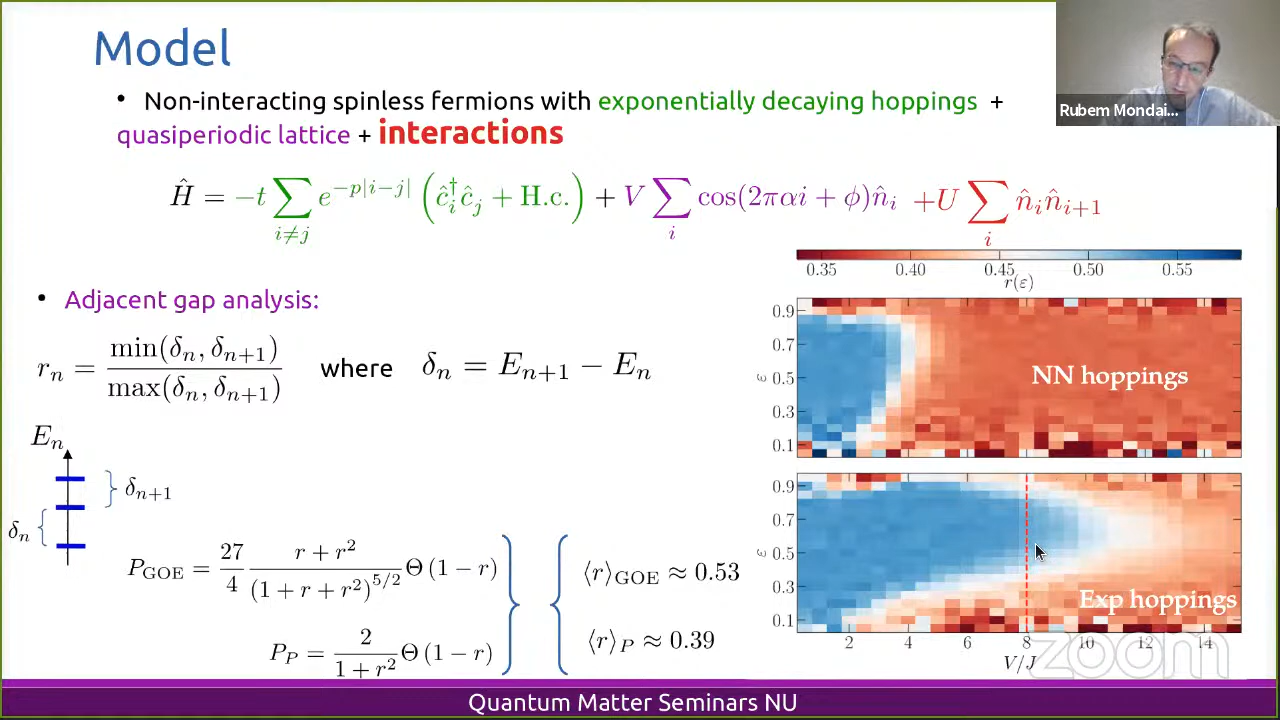 Model
Rubem Mondai...
• Non-interacting spinless fermions with exponentially decaying hoppings +
quasiperiodic lattice + interactions
Ĥ = −t ∑_{i≠j} e^{−p|i−j|} (ĉ_i^† ĉ_j + H.c.) + V ∑_i cos(2παi + ϕ)n̂_i +U ∑_i n̂_i n̂_{i+1}
0.35 0.40 0.45 0.50 0.55
r(ε)
• Adjacent gap analysis:
r_n = min(δ_n, δ_{n+1}) / max(δ_n, δ_{n+1}) where δ_n = E_{n+1} − E_n
0.9
0.7
0.5
0.3
0.1
ε
NN hoppings
E_n
δ_{n+1}
δ_n
0.9
0.7
0.5
0.3
0.1
ε
Exp hoppings
2 4 6 8 10 12 14
V/J
P_GOE = 27/4 (r + r^2)/(1 + r + r^2)^{5/2} Θ (1 − r)
⟨r⟩_GOE ≈ 0.53
P_P = 2/(1 + r^2) Θ (1 − r)
⟨r⟩_P ≈ 0.39
zoom
Quantum Matter Seminars NU